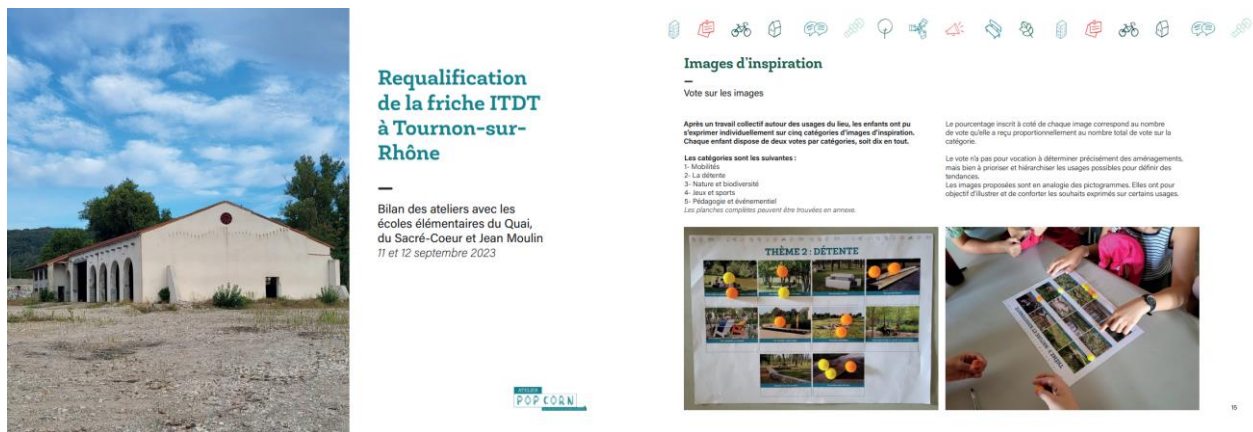 Requalification
de la friche ITDT
à Tournon-sur-
Rhône
Bilan des ateliers avec les
écoles élémentaires du Quai,
du Sacré-Coeur et Jean Moulin
11 et 12 septembre 2023
ATELIER
POP CORN
Images d'inspiration
Vote sur les images
Après un travail collectif autour des usages du lieu, les enfants ont pu
s'exprimer individuellement sur cinq catégories d'images d'inspiration.
Chaque enfant dispose de deux votes par catégories, soit dix en tout.
Les catégories sont les suivantes :
1- Mobilités
2- La détente
3- Nature et biodiversité
4- Jeux et sports
5- Pédagogie et événementiel
Les planches complètes peuvent être trouvées en annexe.
Le pourcentage inscrit à coté de chaque image correspond au nombre
de vote qu'elle a reçu proportionnellement au nombre total de vote sur la
catégorie.
Le vote n'a pas pour vocation à déterminer précisément des aménagements,
mais bien à prioriser et hiérarchiser les usages possibles pour définir des
tendances.
Les images proposées sont en analogie des pictogrammes. Elles ont pour
objectif d'illustrer et de conforter les souhaits exprimés sur certains usages.
THÈME 2 : DÉTENTE
15